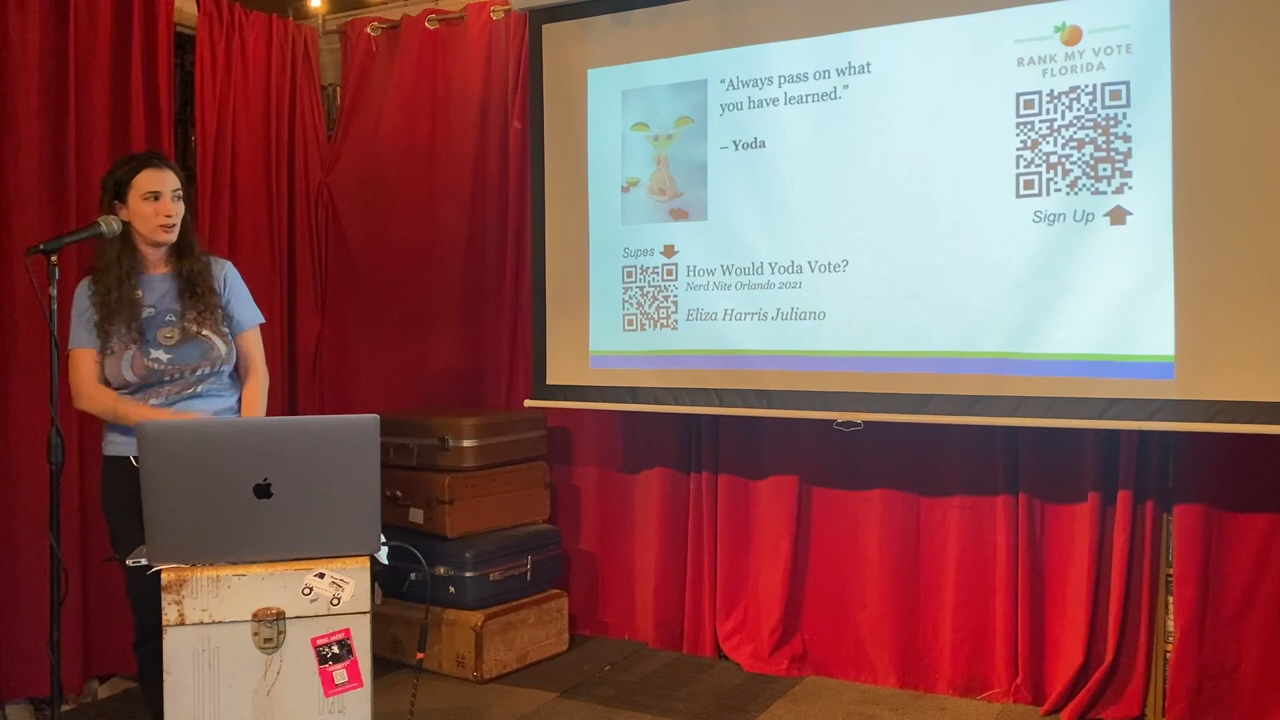 “Always pass on what
you have learned.”
– Yoda
RANK MY VOTE
FLORIDA
Sign Up
Supes
How Would Yoda Vote?
Nerd Nite Orlando 2021
Eliza Harris Juliano